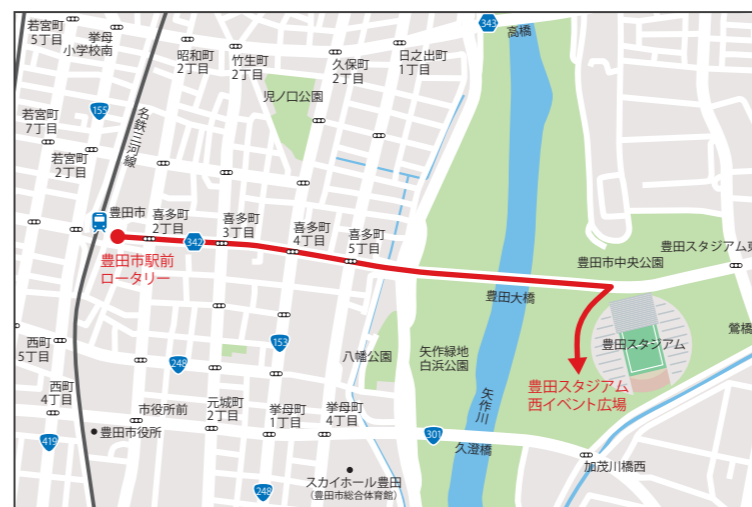 若宮町
5丁目
挙母
小学校南
昭和町
2丁目
竹生町
2丁目
久保町
2丁目
日之出町
1丁目
343
高橋
児ノ口公園
155
名鉄三河線
若宮町
7丁目
若宮町
2丁目
豊田市
喜多町
2丁目
342
喜多町
3丁目
喜多町
4丁目
喜多町
5丁目
豊田市駅前
ロータリー
豊田市中央公園
豊田スタジアム東
豊田大橋
豊田スタジアム
鶯橋
西町
5丁目
248
153
八幡公園
矢作緑地
白浜公園
矢作川
豊田スタジアム
西イベント広場
西町
4丁目
市役所前
元城町
2丁目
挙母町
1丁目
挙母町
4丁目
419
豊田市役所
301
久澄橋
加茂川橋西
スカイホール豊田
(豊田市総合体育館)
248